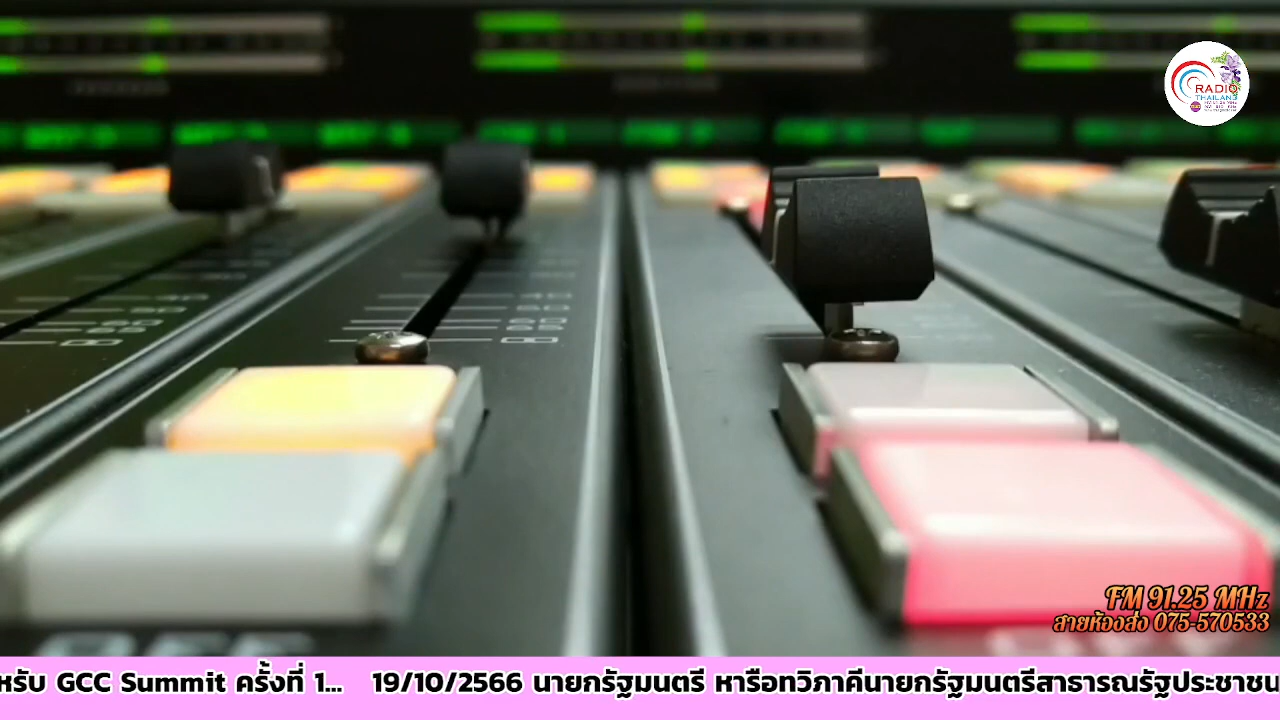 RADIO
THAILAND
FM 91.25 MHz
สายห้องส่ง 075-570533
หรับ GCC Summit ครั้งที่ 1... 19/10/2566 นายกรัฐมนตรี หารือทวิภาคีนายกรัฐมนตรีสาธารณรัฐประชาชน